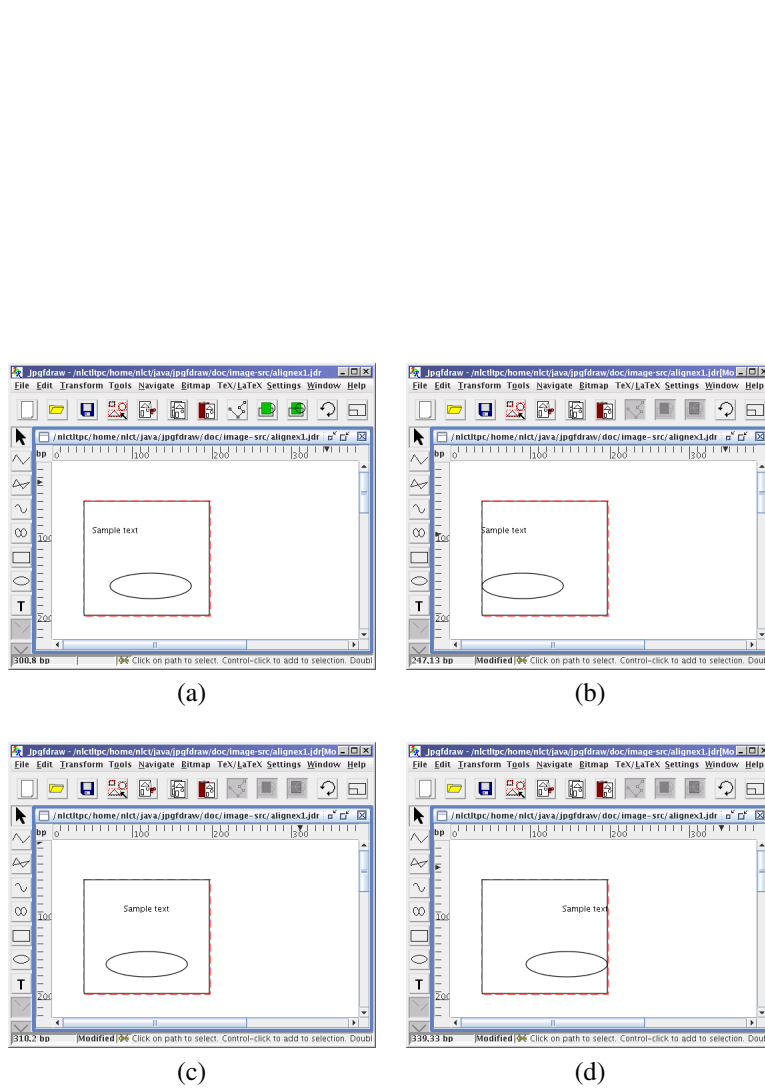 Jpgfdraw - /nlctltpc/home/nlct/java/jpgfdraw/doc/image-src/alignex1.jdr
File Edit Transform Tools Navigate Bitmap TeX/LaTeX Settings Window Help
/nlctltpc/home/nlct/java/jpgfdraw/doc/image-src/alignex1.jdr
bp 0 100 200 300
Sample text
100
T
200
300.8 bp Click on path to select. Control-click to add to selection. Doubl
(a)
Jpgfdraw - /nlctltpc/home/nlct/java/jpgfdraw/doc/image-src/alignex1.jdr[Mo
File Edit Transform Tools Navigate Bitmap TeX/LaTeX Settings Window Help
/nlctltpc/home/nlct/java/jpgfdraw/doc/image-src/alignex1.jdr
bp 0 100 200 300
Sample text
100
T
200
247.13 bp Modified Click on path to select. Control-click to add to selection. Doubl
(b)
Jpgfdraw - /nlctltpc/home/nlct/java/jpgfdraw/doc/image-src/alignex1.jdr[Mo
File Edit Transform Tools Navigate Bitmap TeX/LaTeX Settings Window Help
/nlctltpc/home/nlct/java/jpgfdraw/doc/image-src/alignex1.jdr
bp 0 100 200 300
Sample text
100
T
200
310.2 bp Modified Click on path to select. Control-click to add to selection. Doubl
(c)
Jpgfdraw - /nlctltpc/home/nlct/java/jpgfdraw/doc/image-src/alignex1.jdr[Mo
File Edit Transform Tools Navigate Bitmap TeX/LaTeX Settings Window Help
/nlctltpc/home/nlct/java/jpgfdraw/doc/image-src/alignex1.jdr
bp 0 100 200 300
Sample text
100
T
200
339.33 bp Modified Click on path to select. Control-click to add to selection. Doubl
(d)